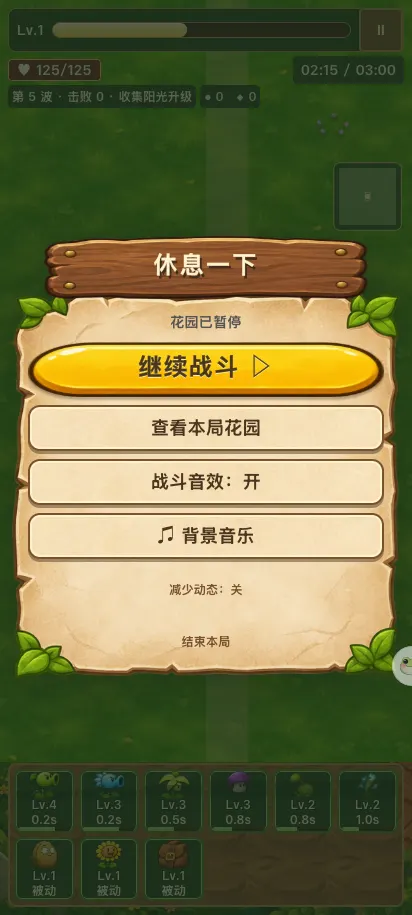 Lv.1
125/125
02:15 / 03:00
第 5 波 · 击败 0 · 收集阳光升级
0
0
休息一下
花园已暂停
继续战斗
查看本局花园
战斗音效：开
背景音乐
减少动态：关
结束本局
Lv.4
0.2s
Lv.3
0.2s
Lv.3
0.5s
Lv.3
0.8s
Lv.2
0.8s
Lv.2
1.0s
Lv.1
被动
Lv.1
被动
Lv.1
被动